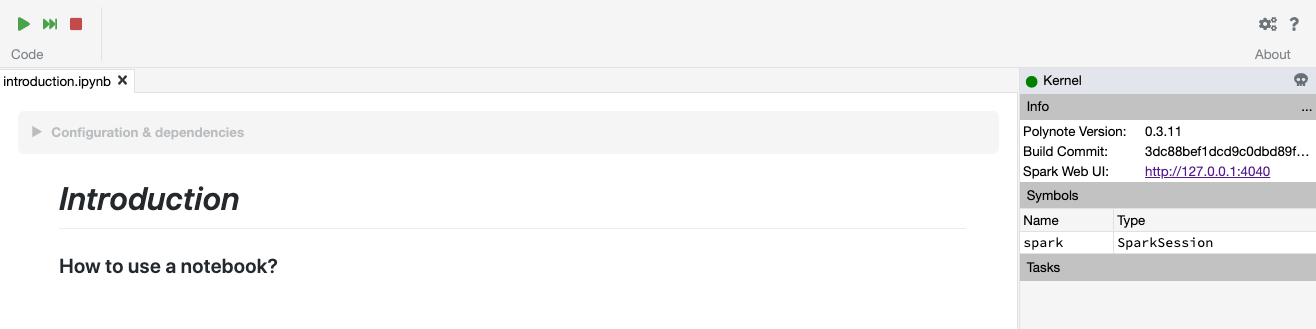 Code
?
About
introduction.ipynb
Kernel
Configuration & dependencies
Info
...
Introduction
How to use a notebook?
Polynote Version: 0.3.11
Build Commit: 3dc88bef1dcd9c0dbd89f...
Spark Web UI: http://127.0.0.1:4040
Symbols
Name Type
spark SparkSession
Tasks